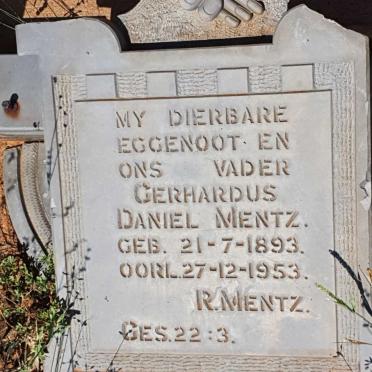 MY DIERBARE
EGGENOOT EN
ONS VADER
GERHARDUS
DANIEL MENTZ.
GEB. 21-7-1893.
OORL. 27-12-1953.
R. MENTZ.
GES. 22:3.